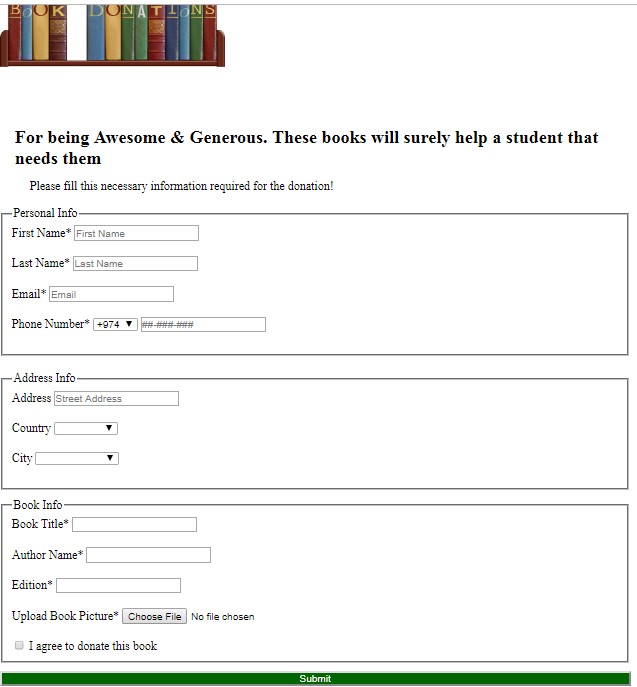 BOOK DONATIONS
For being Awesome & Generous. These books will surely help a student that
needs them
Please fill this necessary information required for the donation!
Personal Info
First Name* First Name
Last Name* Last Name
Email* Email
Phone Number* +974 ▼ ##-###-###
Address Info
Address Street Address
Country ▼
City ▼
Book Info
Book Title*
Author Name*
Edition*
Upload Book Picture* Choose File No file chosen
I agree to donate this book
Submit